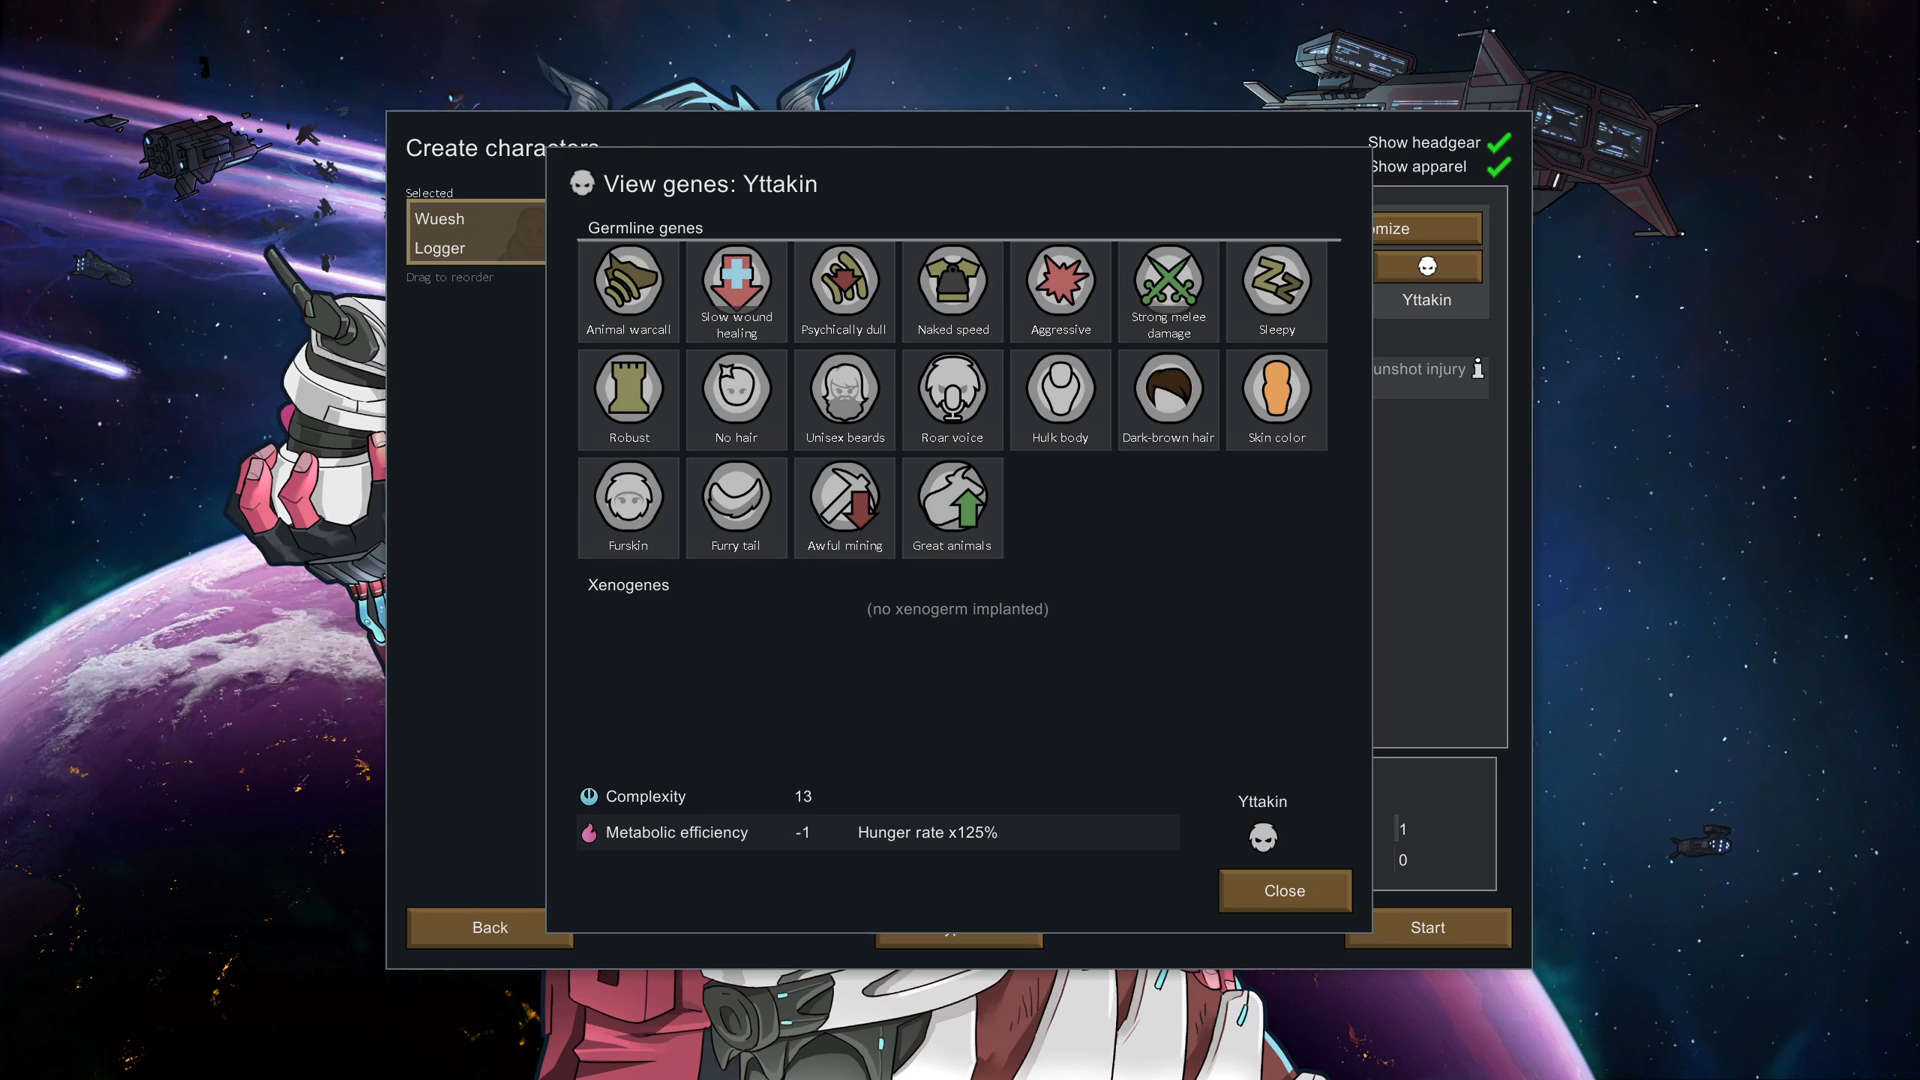 Create characters
Show headgear
Show apparel
Selected
Wuesh
Logger
Drag to reorder
Yttakin
View genes: Yttakin
Germline genes
Animal warcall
Slow wound
healing
Psychically dull
Naked speed
Aggressive
Strong melee
damage
Sleepy
Robust
No hair
Unisex beards
Roar voice
Hulk body
Dark-brown hair
Skin color
Furskin
Furry tail
Awful mining
Great animals
Xenogenes
(no xenogerm implanted)
Complexity 13
Metabolic efficiency -1 Hunger rate x125%
Yttakin
Close
injury
1
0
Back
Start